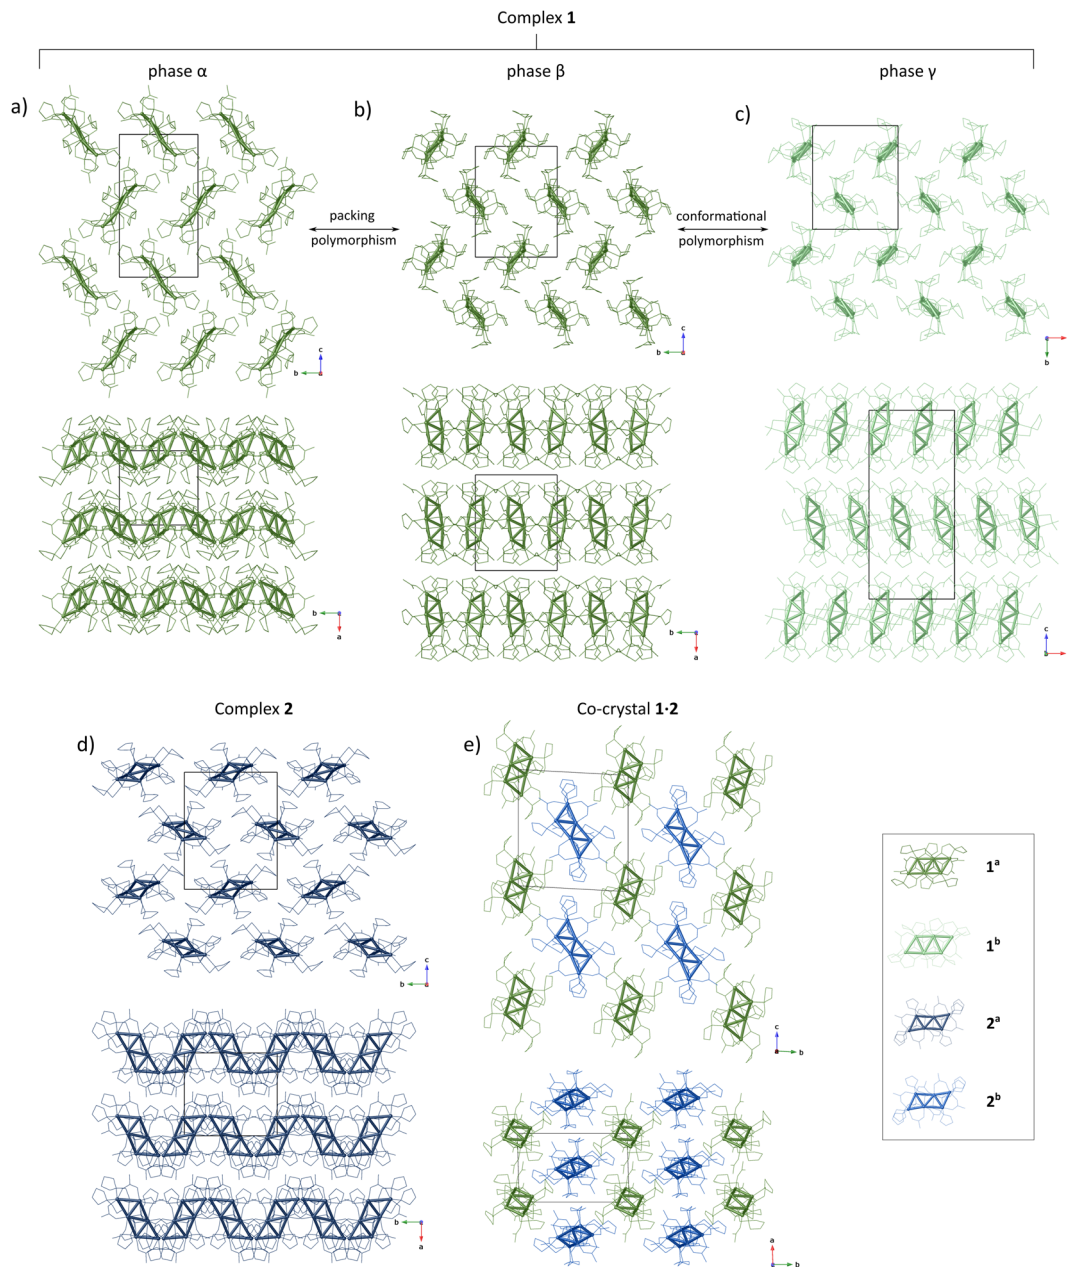 Complex 1
phase α
phase β
phase γ
a)
b)
c)
packing
polymorphism
conformational
polymorphism
c
b
a
c
b
a
c
b
b
a
b
a
c
Complex 2
Co-crystal 1·2
d)
e)
1ᵃ
1ᵇ
2ᵃ
2ᵇ
c
b
a
c
b
b
a
a
b